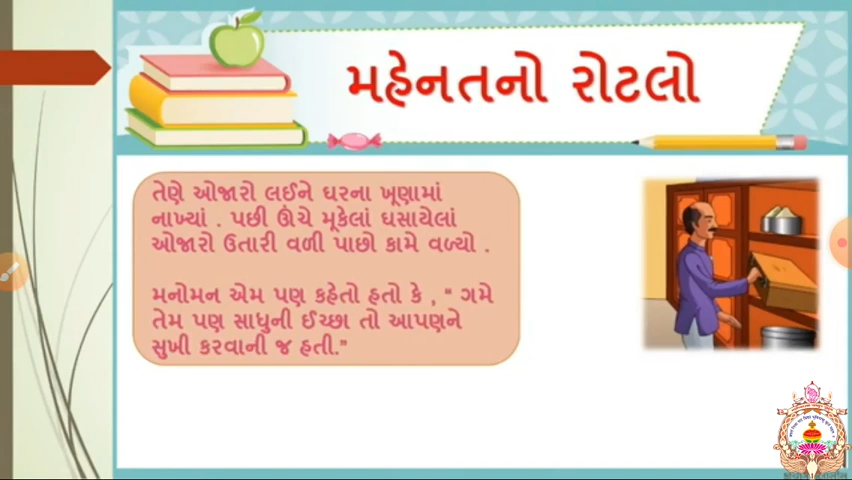 મહેનતનો રોટલો
તેણે ઓજારો લઈને ઘરના ખૂણામાં
નાખ્યાં . પછી ઊંચે મૂકેલાં ઘસાયેલાં
ઓજારો ઉતારી વળી પાછો કામે વળ્યો .
મનોમન એમ પણ કહેતો હતો કે , “ ગમે
તેમ પણ સાધુની ઈચ્છા તો આપણને
સુખી કરવાની જ હતી.”